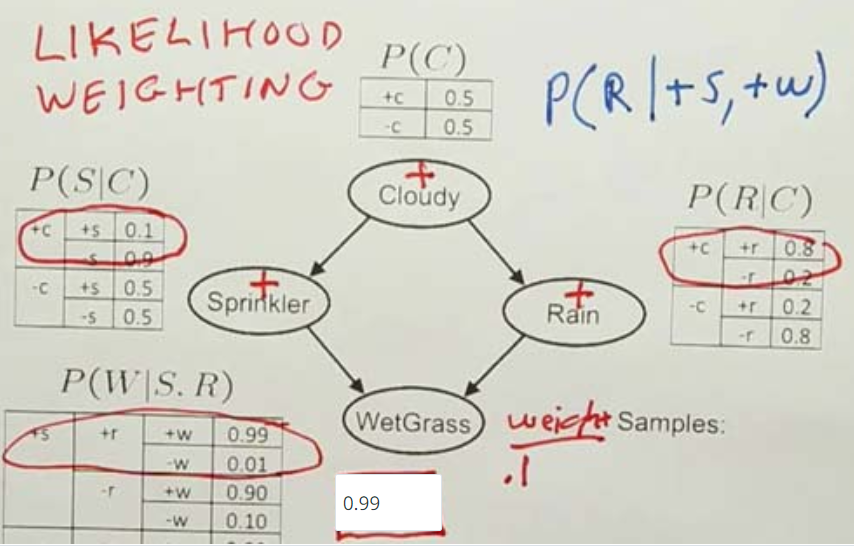 LIKELIHOOD
WEIGHTING
P(C)
+c 0.5
-c 0.5
P(R|+s,+w)
P(S|C)
+c +s 0.1
-s 0.9
-c +s 0.5
-s 0.5
Cloudy
+
P(R|C)
+c +r 0.8
-r 0.2
-c +r 0.2
-r 0.8
Sprinkler
+
Rain
+
P(W|S.R)
+s +r +w 0.99
-w 0.01
-r +w 0.90
-w 0.10
WetGrass
weight Samples:
.1
0.99